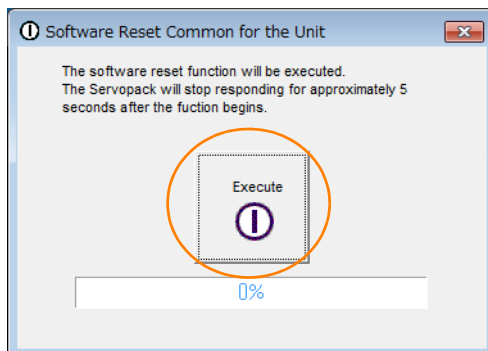 Software Reset Common for the Unit
The software reset function will be executed.
The Servopack will stop responding for approximately 5
seconds after the fuction begins.
Execute
0%